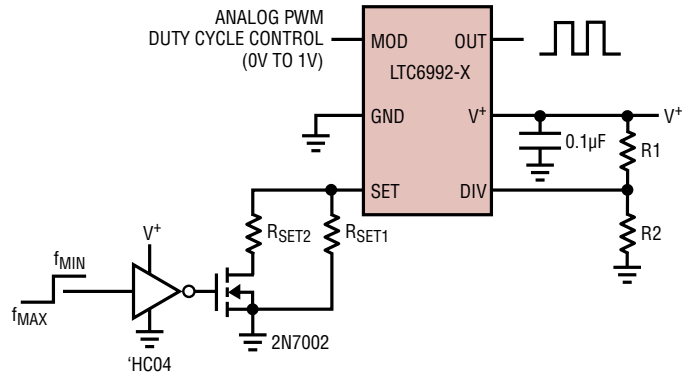 ANALOG PWM
DUTY CYCLE CONTROL
(0V TO 1V)
MOD
OUT
LTC6992-X
GND
V+
V+
0.1µF
R1
SET
DIV
R2
RSET2
RSET1
V+
fMIN
fMAX
2N7002
‘HC04